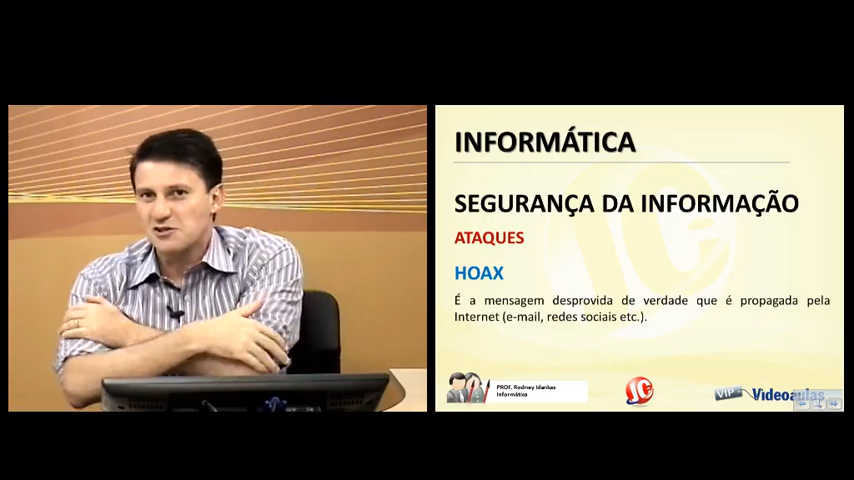 INFORMÁTICA
SEGURANÇA DA INFORMAÇÃO
ATAQUES
HOAX
É a mensagem desprovida de verdade que é propagada pela
Internet (e-mail, redes sociais etc.).
PROF. Rodney Idankas
Informática
JC
VIP Videoaulas